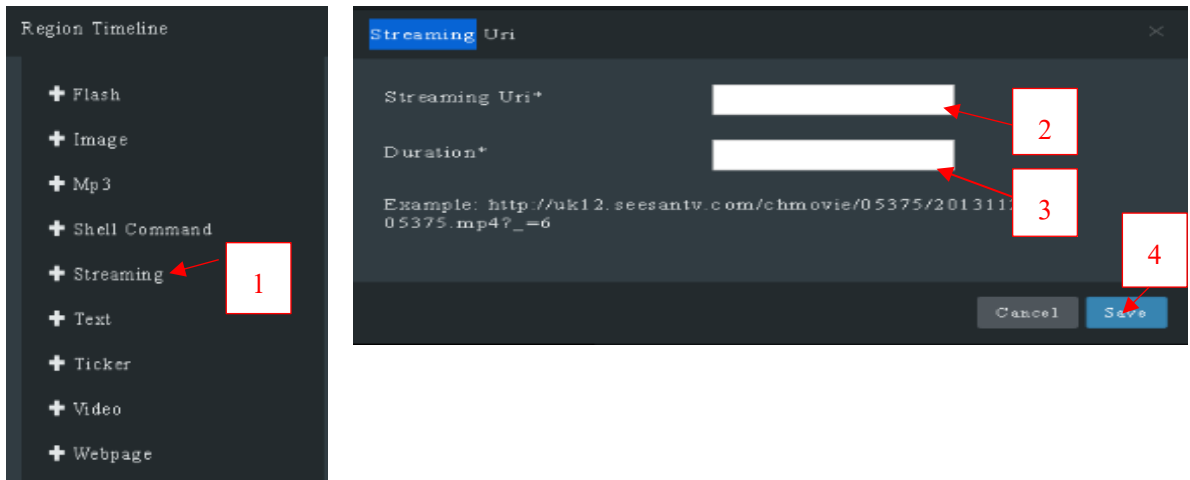 Region Timeline
Flash
Image
Mp3
Shell Command
Streaming
1
Text
Ticker
Video
Webpage
Streaming Uri
Streaming Uri*
2
Duration*
3
Example: http://uk12.seesantv.com/chmovie/05375/201311
05375.mp4?_=6
4
Cancel Save